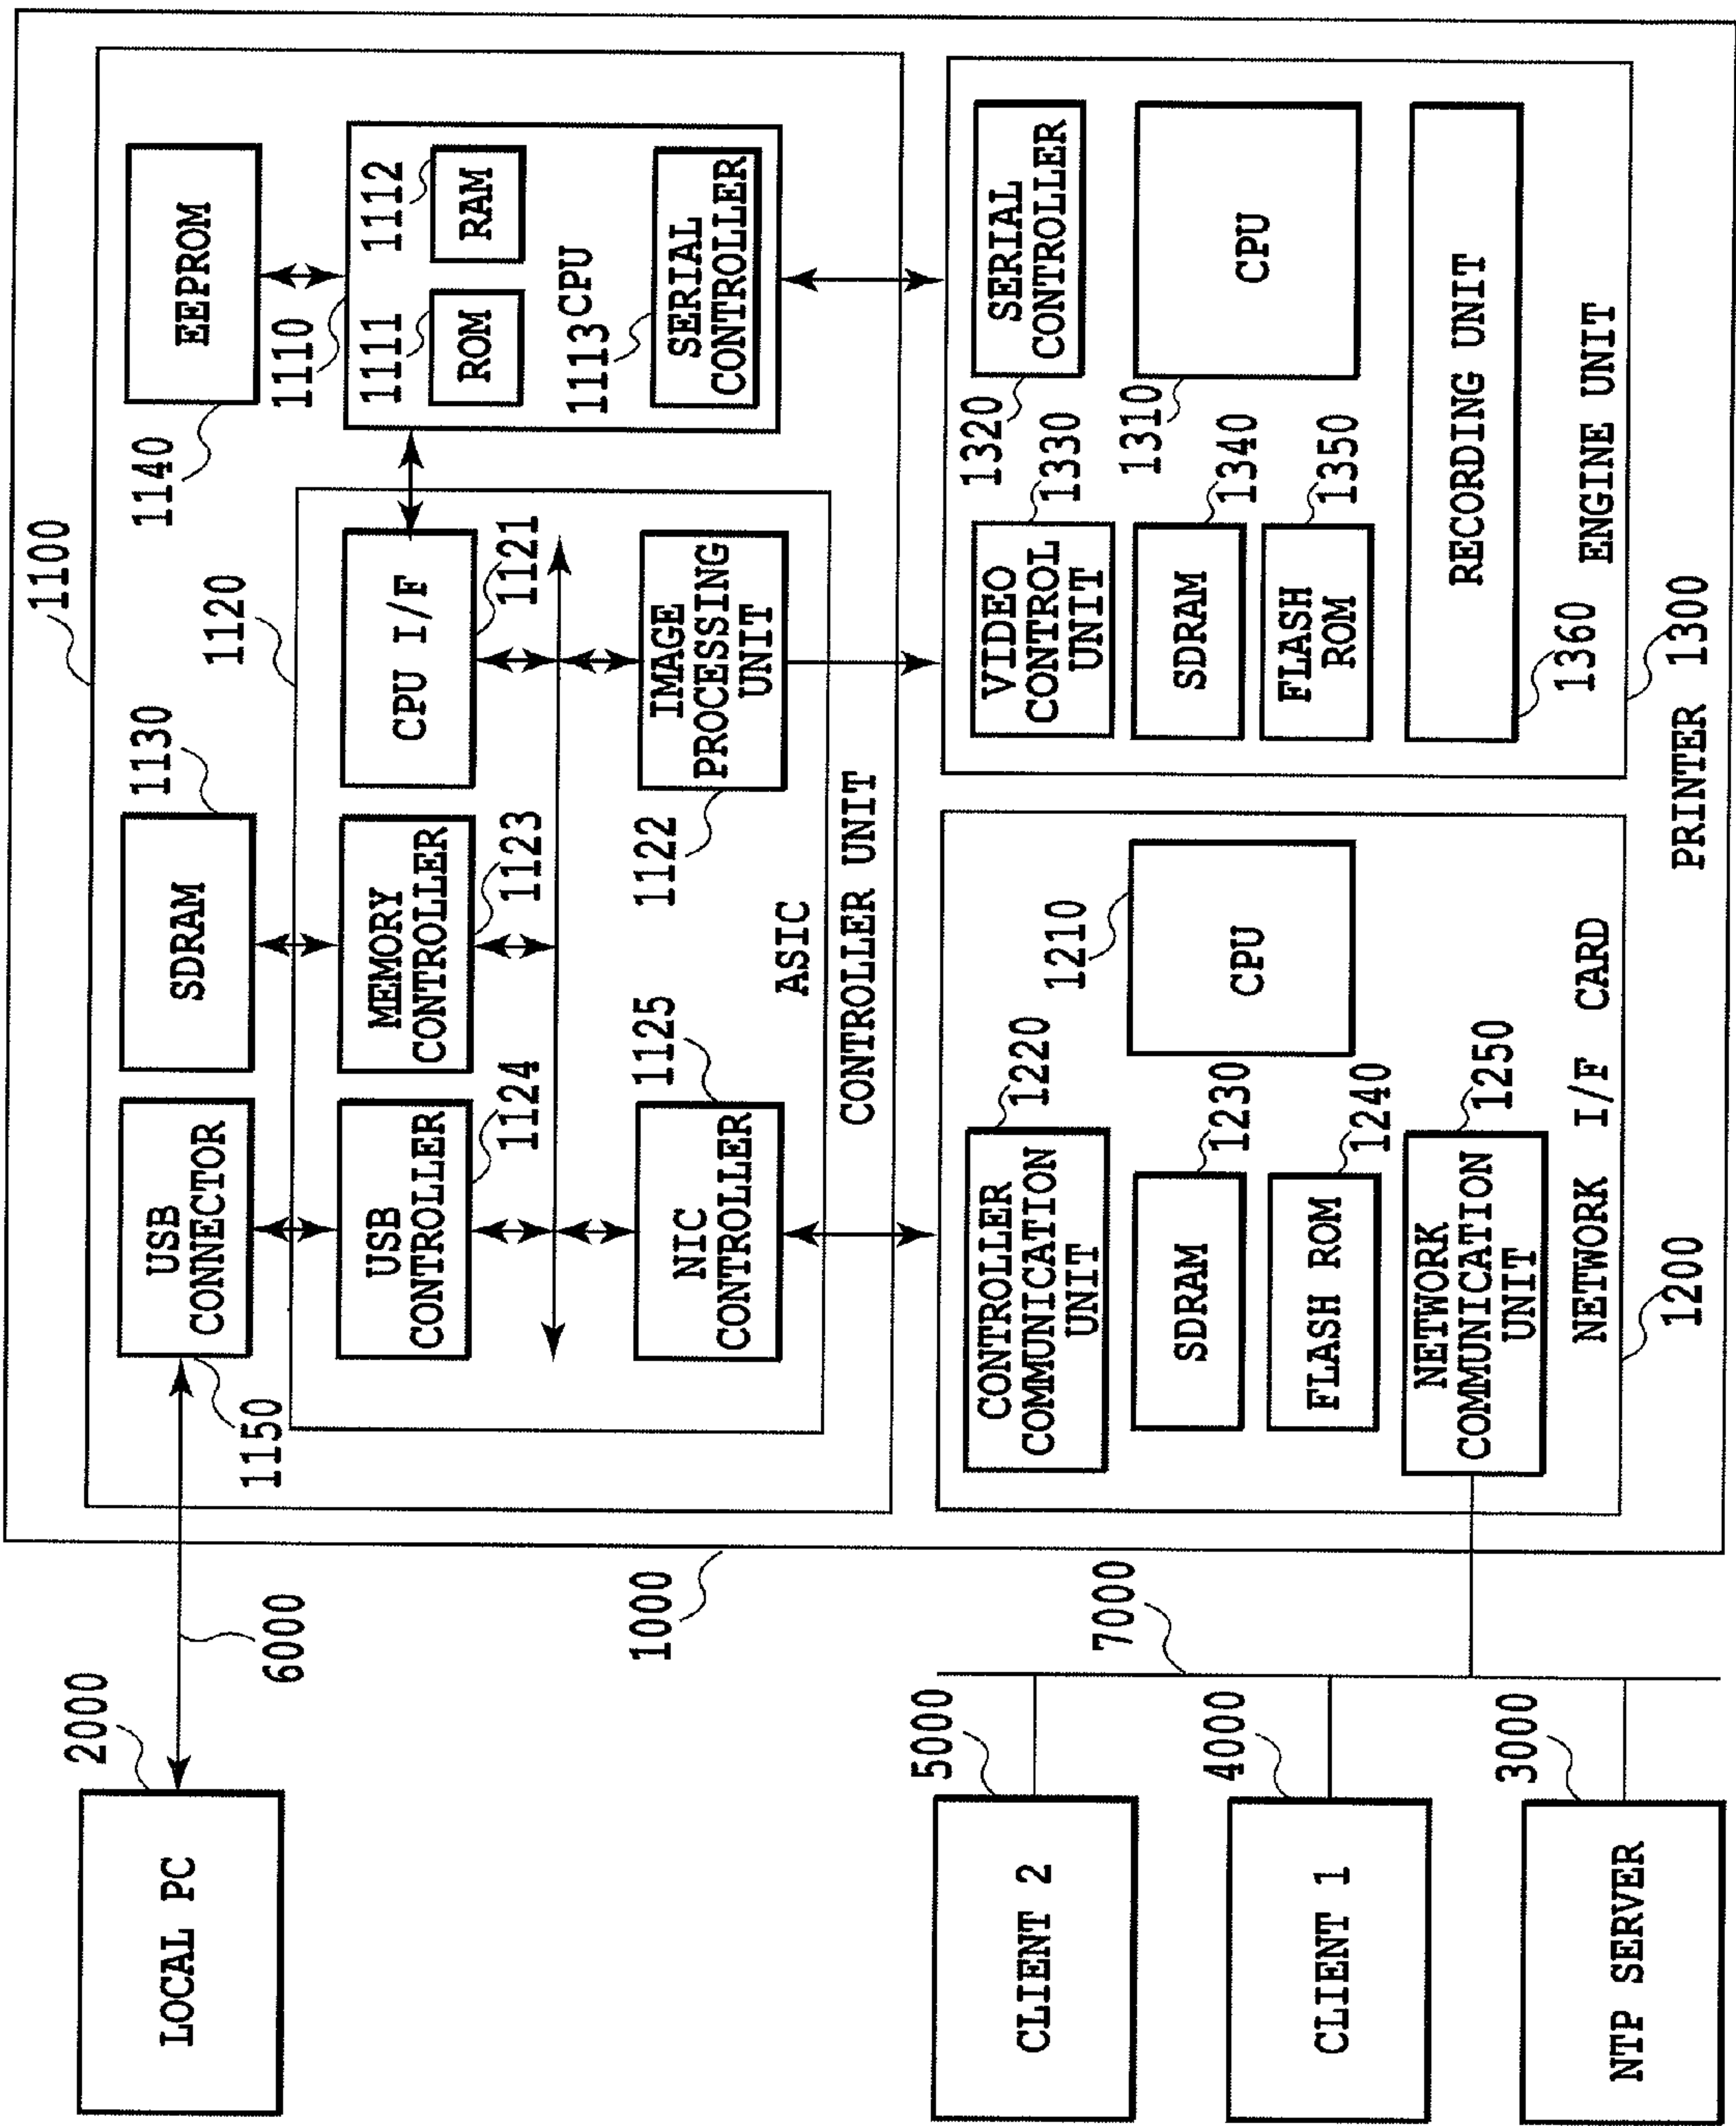 LOCAL PC
2000
6000
CLIENT 2
5000
CLIENT 1
4000
NTP SERVER
3000
7000
1000
1100
USB
CONNECTOR
1150
SDRAM
1130
EEPROM
1140
1120
USB
CONTROLLER
1124
MEMORY
CONTROLLER
1123
CPU I/F
1121
NIC
CONTROLLER
1125
IMAGE
PROCESSING
UNIT
1122
ASIC
CONTROLLER UNIT
1110
1111
ROM
1112
RAM
CPU
1113
SERIAL
CONTROLLER
CONTROLLER
COMMUNICATION
UNIT
1220
1210
CPU
SDRAM
1230
FLASH ROM
1240
NETWORK
COMMUNICATION
UNIT
1250
NETWORK I/F CARD
1200
VIDEO
CONTROL
UNIT
1330
1320
SERIAL
CONTROLLER
SDRAM
1340
1310
CPU
FLASH
ROM
1350
RECORDING UNIT
1360
ENGINE UNIT
1300
PRINTER